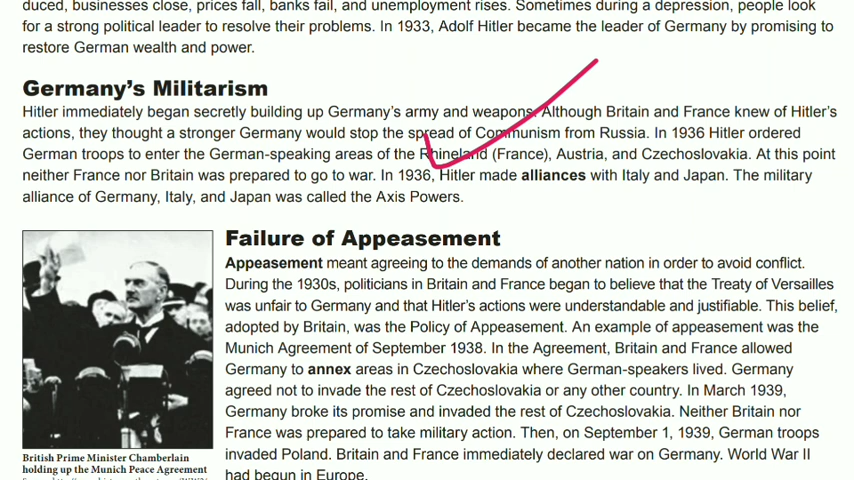 duced, businesses close, prices fall, banks fail, and unemployment rises. Sometimes during a depression, people look
for a strong political leader to resolve their problems. In 1933, Adolf Hitler became the leader of Germany by promising to
restore German wealth and power.
Germany's Militarism
Hitler immediately began secretly building up Germany's army and weapons. Although Britain and France knew of Hitler's
actions, they thought a stronger Germany would stop the spread of Communism from Russia. In 1936 Hitler ordered
German troops to enter the German-speaking areas of the Rhineland (France), Austria, and Czechoslovakia. At this point
neither France nor Britain was prepared to go to war. In 1936, Hitler made alliances with Italy and Japan. The military
alliance of Germany, Italy, and Japan was called the Axis Powers.
Failure of Appeasement
Appeasement meant agreeing to the demands of another nation in order to avoid conflict.
During the 1930s, politicians in Britain and France began to believe that the Treaty of Versailles
was unfair to Germany and that Hitler's actions were understandable and justifiable. This belief,
adopted by Britain, was the Policy of Appeasement. An example of appeasement was the
Munich Agreement of September 1938. In the Agreement, Britain and France allowed
Germany to annex areas in Czechoslovakia where German-speakers lived. Germany
agreed not to invade the rest of Czechoslovakia or any other country. In March 1939,
Germany broke its promise and invaded the rest of Czechoslovakia. Neither Britain nor
France was prepared to take military action. Then, on September 1, 1939, German troops
invaded Poland. Britain and France immediately declared war on Germany. World War II
had begun in Europe.
British Prime Minister Chamberlain
holding up the Munich Peace Agreement